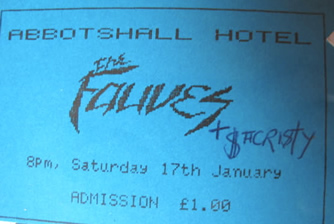 ABBOTSHALL HOTEL
the
Fauves
+ $ACRISTY
8pm, Saturday 17th January
ADMISSION £1.00